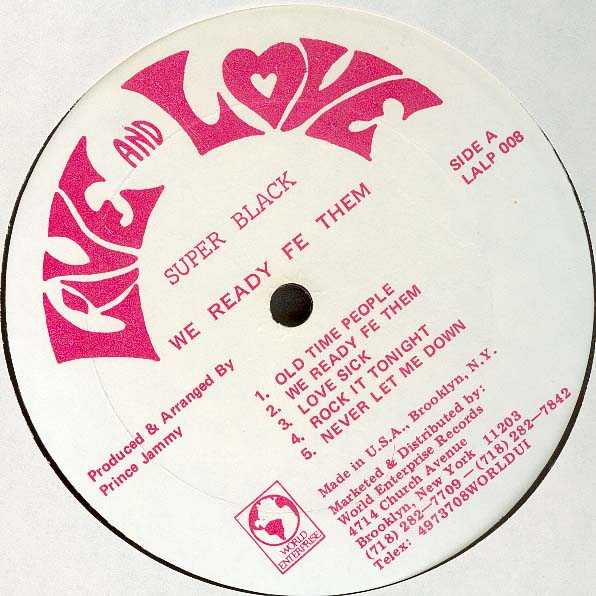 LIVE AND LOVE
SIDE A
LALP 008
SUPER BLACK
WE READY FE THEM
1. OLD TIME PEOPLE
2. WE READY FE THEM
3. LOVE SICK
4. ROCK IT TONIGHT
5. NEVER LET ME DOWN
Produced & Arranged By
Prince Jammy
Made in U.S.A., Brooklyn, N.Y.
Marketed & Distributed by:
World Enterprise Records
4714 Church Avenue
Brooklyn, New York 11203
(718) 282-7709—(718) 282-7842
Telex: 4973708WORLDUI
WORLD
ENTERPRISE